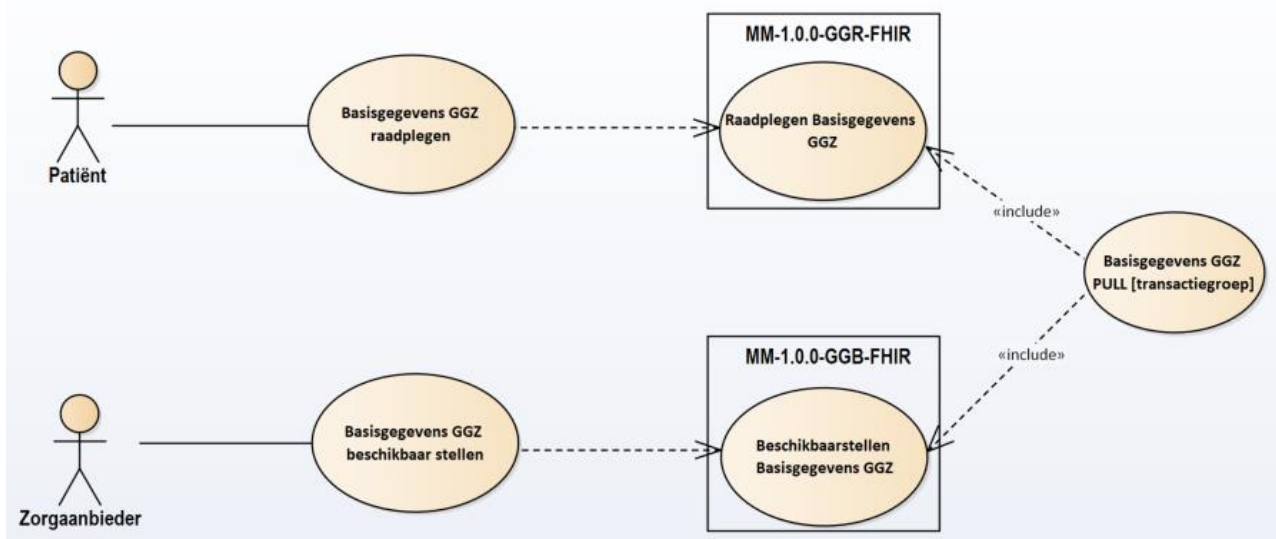 MM-1.0.0-GGR-FHIR
Basisgegevens GGZ
raadplegen
Raadplegen Basisgegevens
GGZ
Patiënt
«include»
Basisgegevens GGZ
PULL [transactiegroep]
«include»
MM-1.0.0-GGB-FHIR
Basisgegevens GGZ
beschikbaar stellen
Beschikbaarstellen
Basisgegevens GGZ
Zorgaanbieder